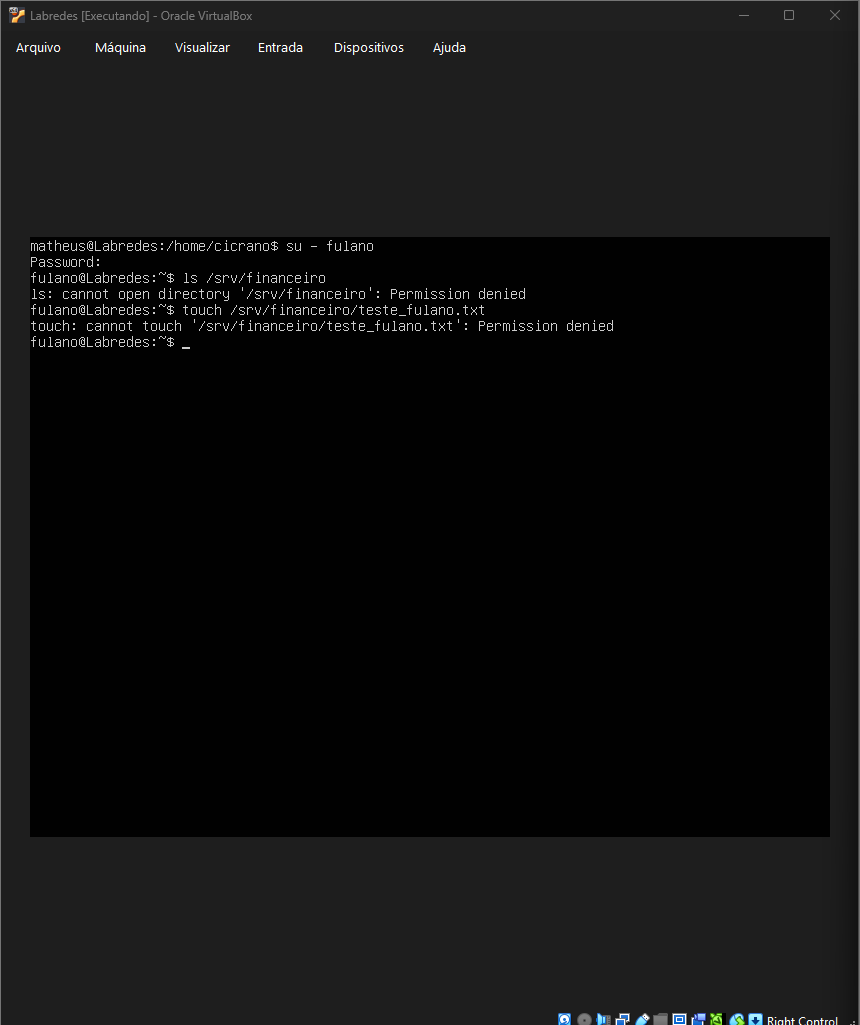 Labredes [Executando] - Oracle VirtualBox
Arquivo Máquina Visualizar Entrada Dispositivos Ajuda
matheus@Labredes:/home/cicrano$ su - fulano
Password:
fulano@Labredes:~$ ls /srv/financeiro
ls: cannot open directory '/srv/financeiro': Permission denied
fulano@Labredes:~$ touch /srv/financeiro/teste_fulano.txt
touch: cannot touch '/srv/financeiro/teste_fulano.txt': Permission denied
fulano@Labredes:~$ _
Right Control